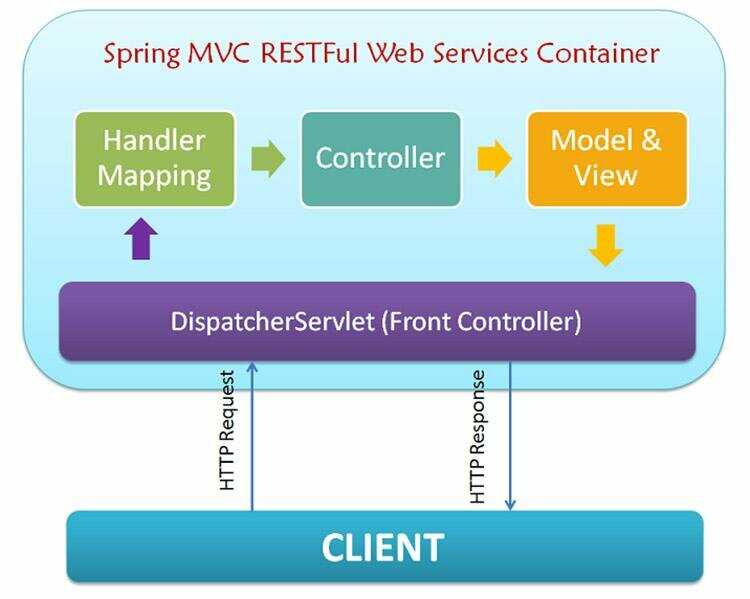 Spring MVC RESTFul Web Services Container
Handler
Mapping
Controller
Model &
View
DispatcherServlet (Front Controller)
HTTP Request
HTTP Response
CLIENT